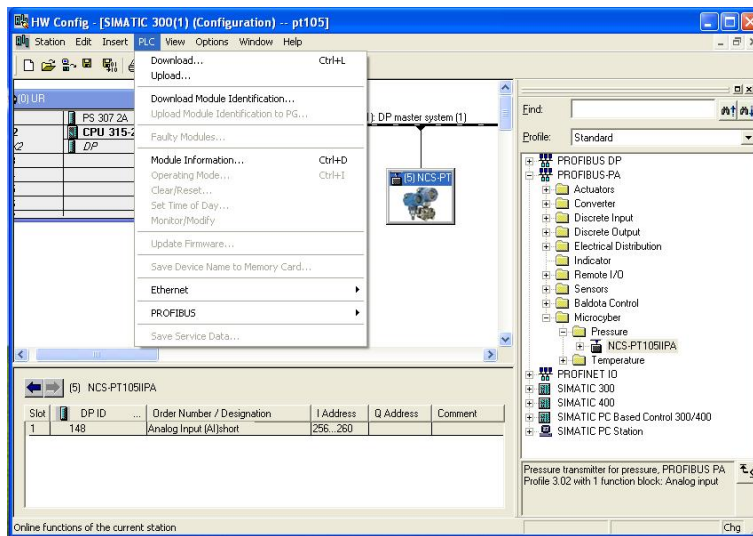 HW Config - [SIMATIC 300(1) (Configuration) -- pt105]
Station Edit Insert PLC View Options Window Help
Download... Ctrl+L
Upload...
Download Module Identification...
Upload Module Identification to PG...
Faulty Modules...
Module Information... Ctrl+D
Operating Mode... Ctrl+I
Clear/Reset...
Set Time of Day...
Monitor/Modify
Update Firmware...
Save Device Name to Memory Card...
Ethernet
PROFIBUS
Save Service Data...
(0) UR
PS 307 2A
2 CPU 315-2
X2 DP
): DP master system (1)
(5) NCS-PT
Find:
Profile: Standard
PROFIBUS DP
PROFIBUS-PA
Actuators
Converter
Discrete Input
Discrete Output
Electrical Distribution
Indicator
Remote I/O
Sensors
Baldota Control
Microcyber
Pressure
NCS-PT105IIPA
Temperature
PROFINET IO
SIMATIC 300
SIMATIC 400
SIMATIC PC Based Control 300/400
SIMATIC PC Station
(5) NCS-PT105IIPA
Slot DP ID ... Order Number / Designation I Address Q Address Comment
1 148 Analog Input (AI)short 256...260
Pressure transmitter for pressure, PROFIBUS PA
Profile 3.02 with 1 function block: Analog input
Online functions of the current station
Chg